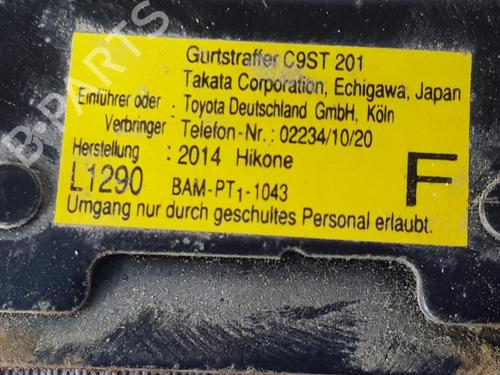 Gurtstraffer C9ST 201
Takata Corporation, Echigawa, Japan
Einführer oder : Toyota Deutschland GmbH, Köln
Verbringer Telefon-Nr.: 02234/10/20
Herstellung : 2014 Hikone
L1290 BAM-PT1-1043 F
Umgang nur durch geschultes Personal erlaubt.
B-PARTS